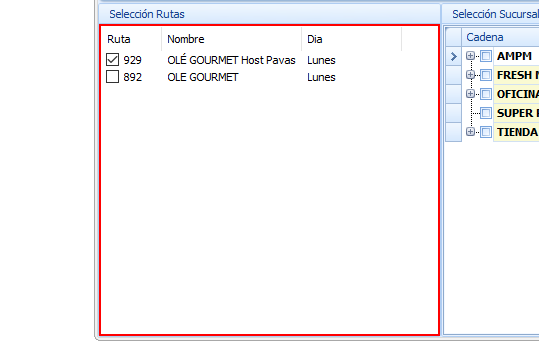 Selección Rutas
Ruta Nombre Dia
929 OLÉ GOURMET Host Pavas Lunes
892 OLE GOURMET Lunes
Selección Sucursal
Cadena
AMPM
FRESH
OFICINA
SUPER
TIENDA